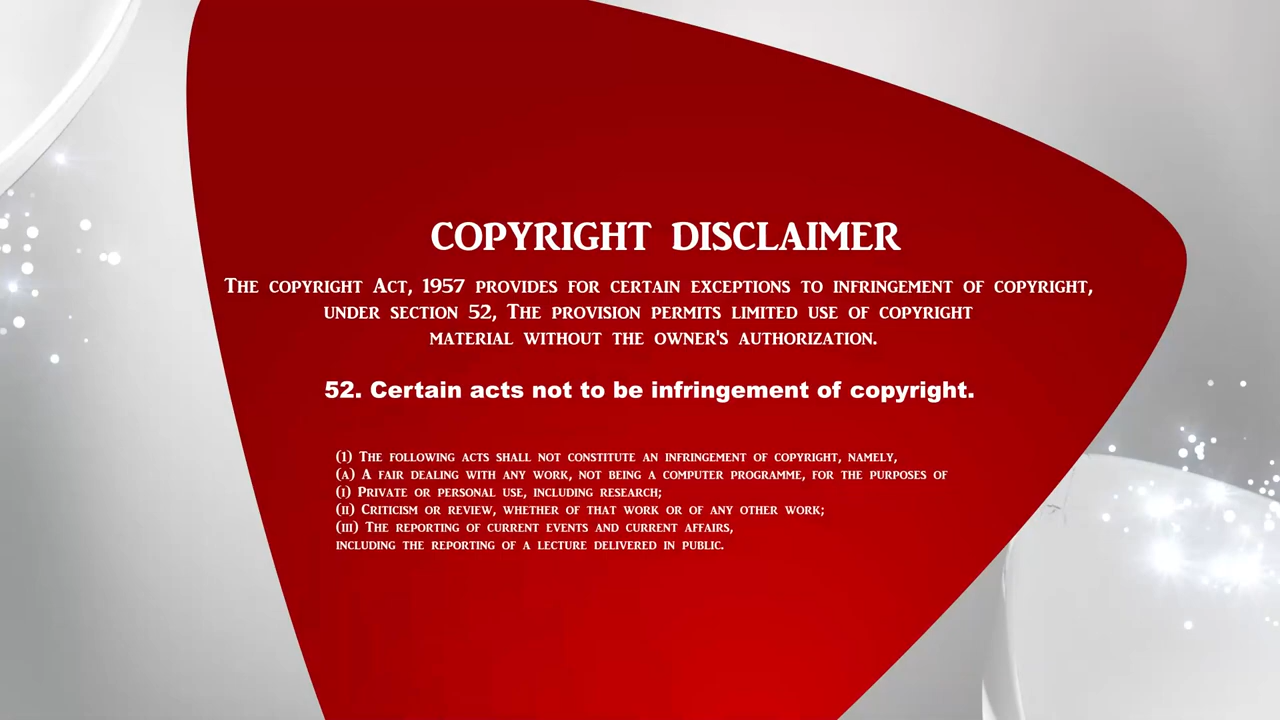 COPYRIGHT DISCLAIMER
The copyright Act, 1957 provides for certain exceptions to infringement of copyright,
under section 52, The provision permits limited use of copyright
material without the owner's authorization.
52. Certain acts not to be infringement of copyright.
(1) The following acts shall not constitute an infringement of copyright, namely,
(a) A fair dealing with any work, not being a computer programme, for the purposes of
(i) Private or personal use, including research;
(ii) Criticism or review, whether of that work or of any other work;
(iii) The reporting of current events and current affairs,
including the reporting of a lecture delivered in public.